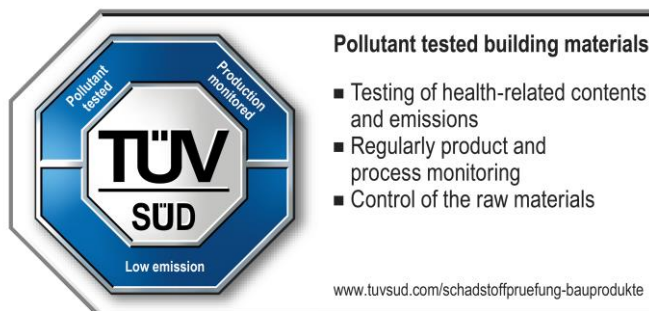 Pollutant
tested
Production
monitored
TÜV
SÜD
Low emission
Pollutant tested building materials
■ Testing of health-related contents
and emissions
■ Regularly product and
process monitoring
■ Control of the raw materials
www.tuvsud.com/schadstoffpruefung-bauprodukte